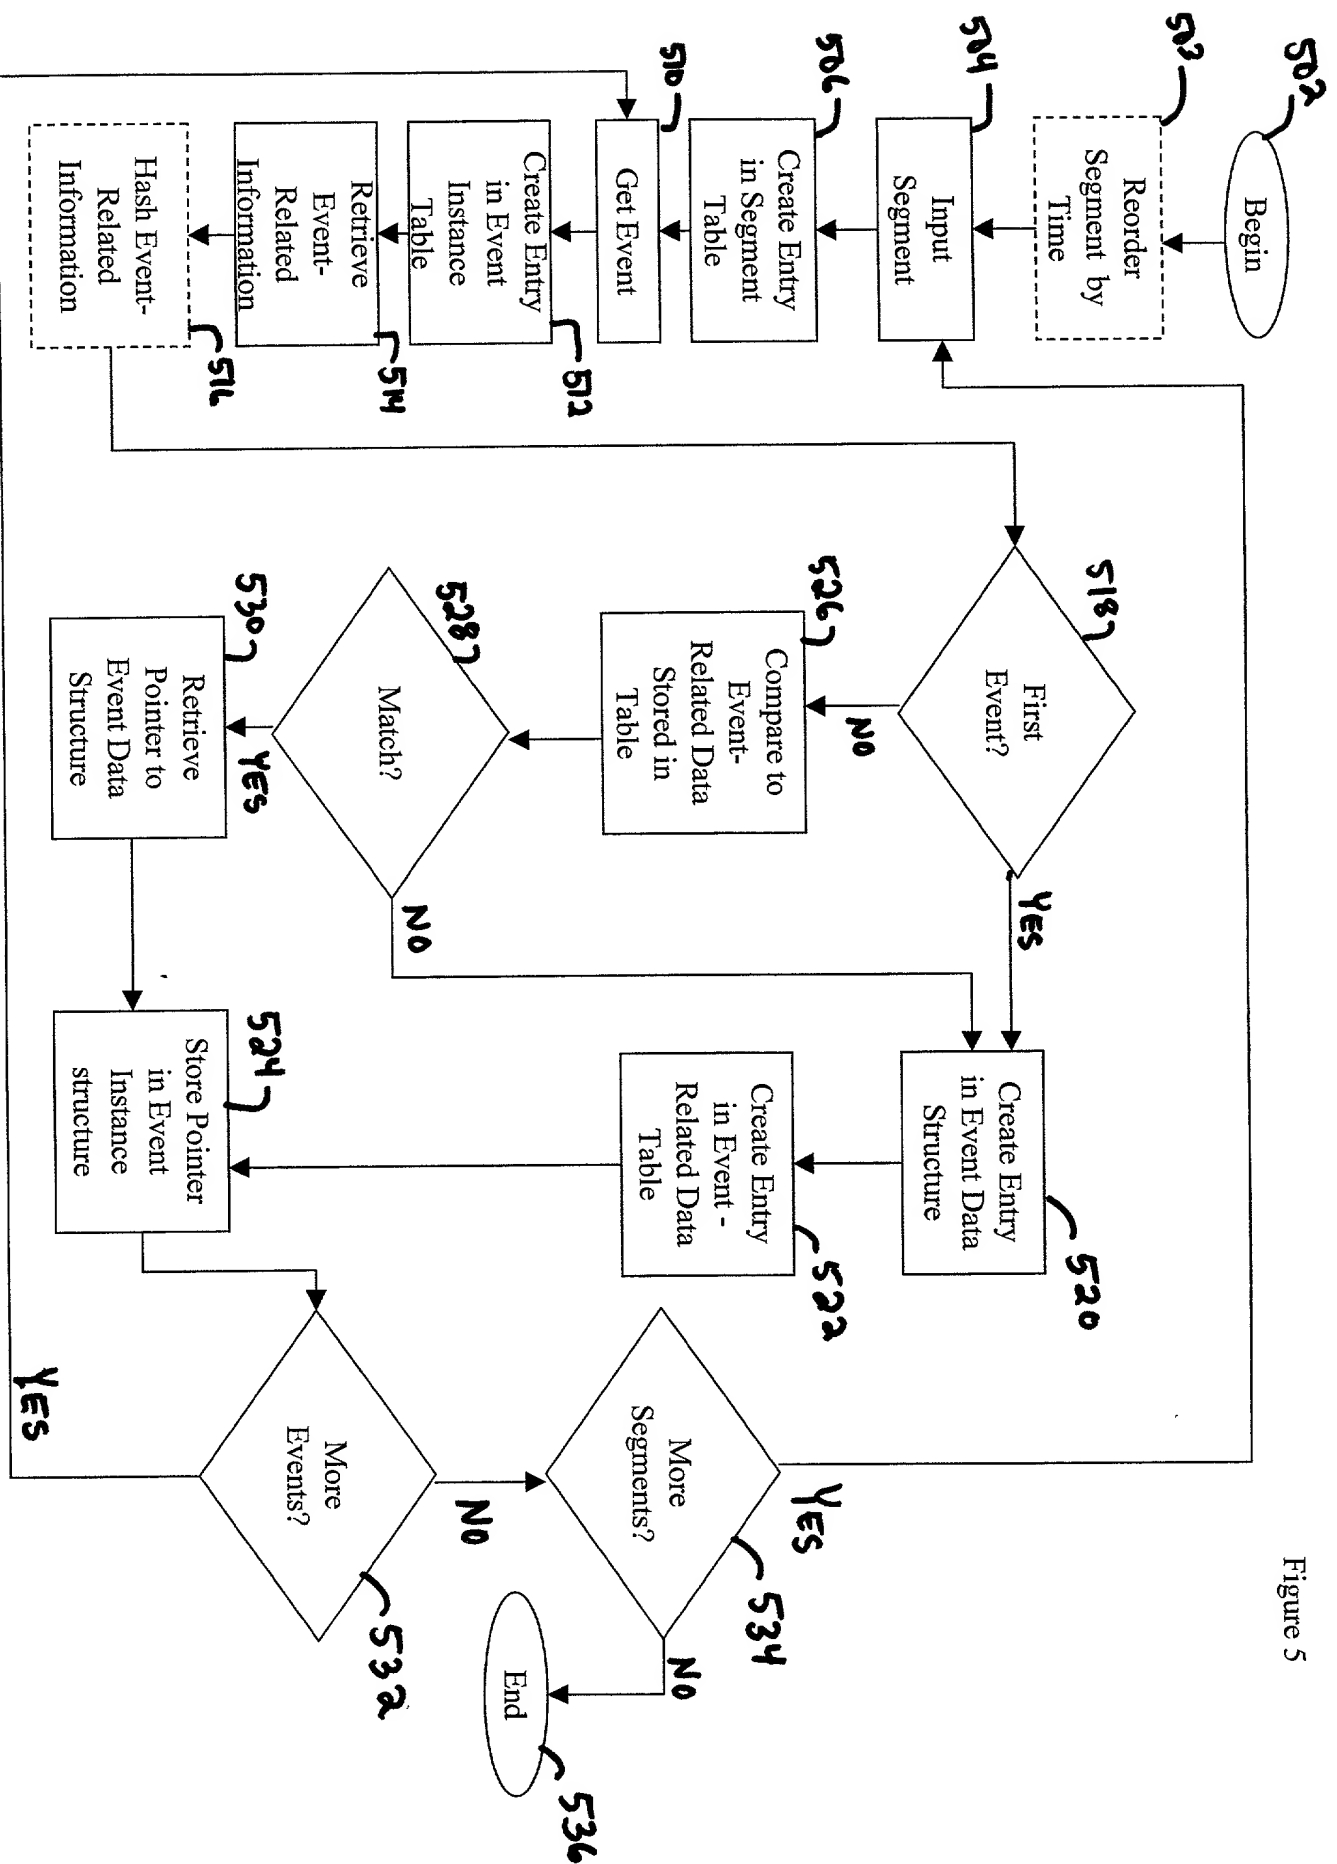 Figure 5
502
Begin
503
Reorder
Segment by
Time
504
Input
Segment
506
Create Entry
in Segment
Table
510
Get Event
Create Entry
in Event
Instance
Table
512
Retrieve
Event-
Related
Information
514
Hash Event-
Related
Information
516
518
First
Event?
YES
NO
526
Compare to
Event-
Related Data
Stored in
Table
528
Match?
NO
YES
530
Retrieve
Pointer to
Event Data
Structure
Create Entry
in Event Data
Structure
520
Create Entry
in Event -
Related Data
Table
522
524
Store Pointer
in Event
Instance
structure
More
Segments?
YES
534
NO
More
Events?
NO
532
YES
End
536